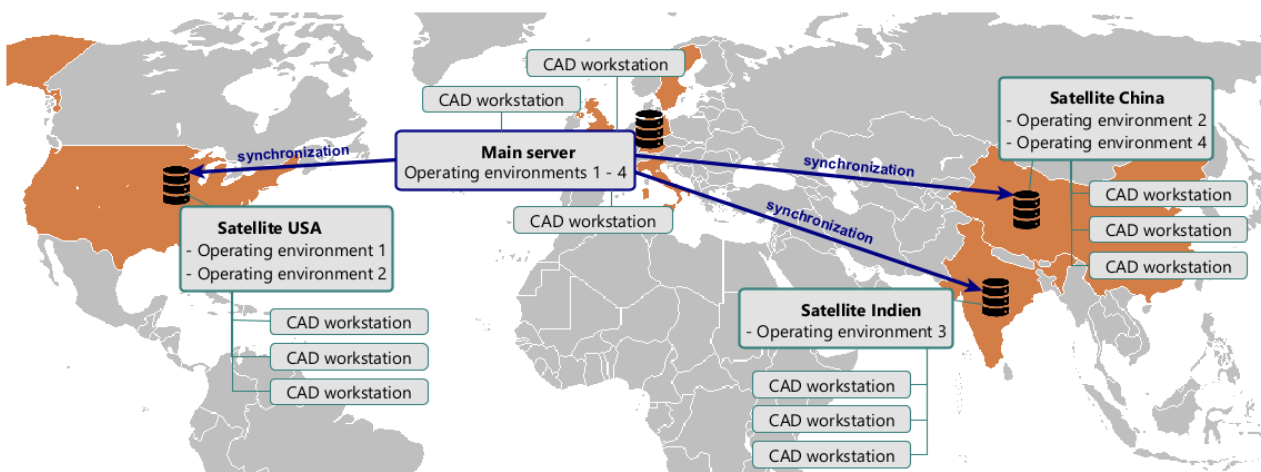 CAD workstation
CAD workstation
Main server
Operating environments 1 - 4
CAD workstation
synchronization
synchronization
synchronization
Satellite USA
- Operating environment 1
- Operating environment 2
CAD workstation
CAD workstation
CAD workstation
Satellite China
- Operating environment 2
- Operating environment 4
CAD workstation
CAD workstation
CAD workstation
Satellite Indien
- Operating environment 3
CAD workstation
CAD workstation
CAD workstation